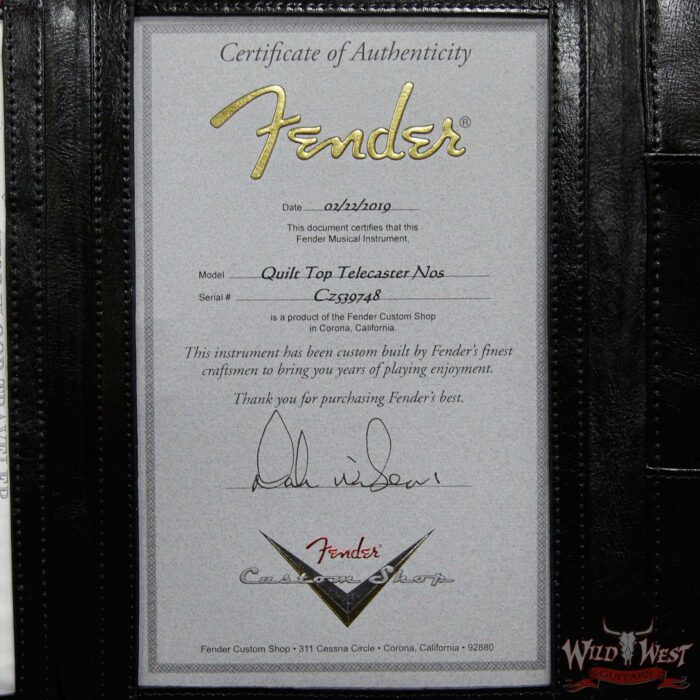 Certificate of Authenticity
Fender®
Date 02/22/2019
This document certifies that this
Fender Musical Instrument,
Model Quilt Top Telecaster Nos
Serial # Cz539748
is a product of the Fender Custom Shop
in Corona, California.
This instrument has been custom built by Fender's finest
craftsmen to bring you years of playing enjoyment.
Thank you for purchasing Fender's best.
Fender
Custom Shop
Fender Custom Shop • 311 Cessna Circle • Corona, California • 92880
WILD WEST
GUITARS